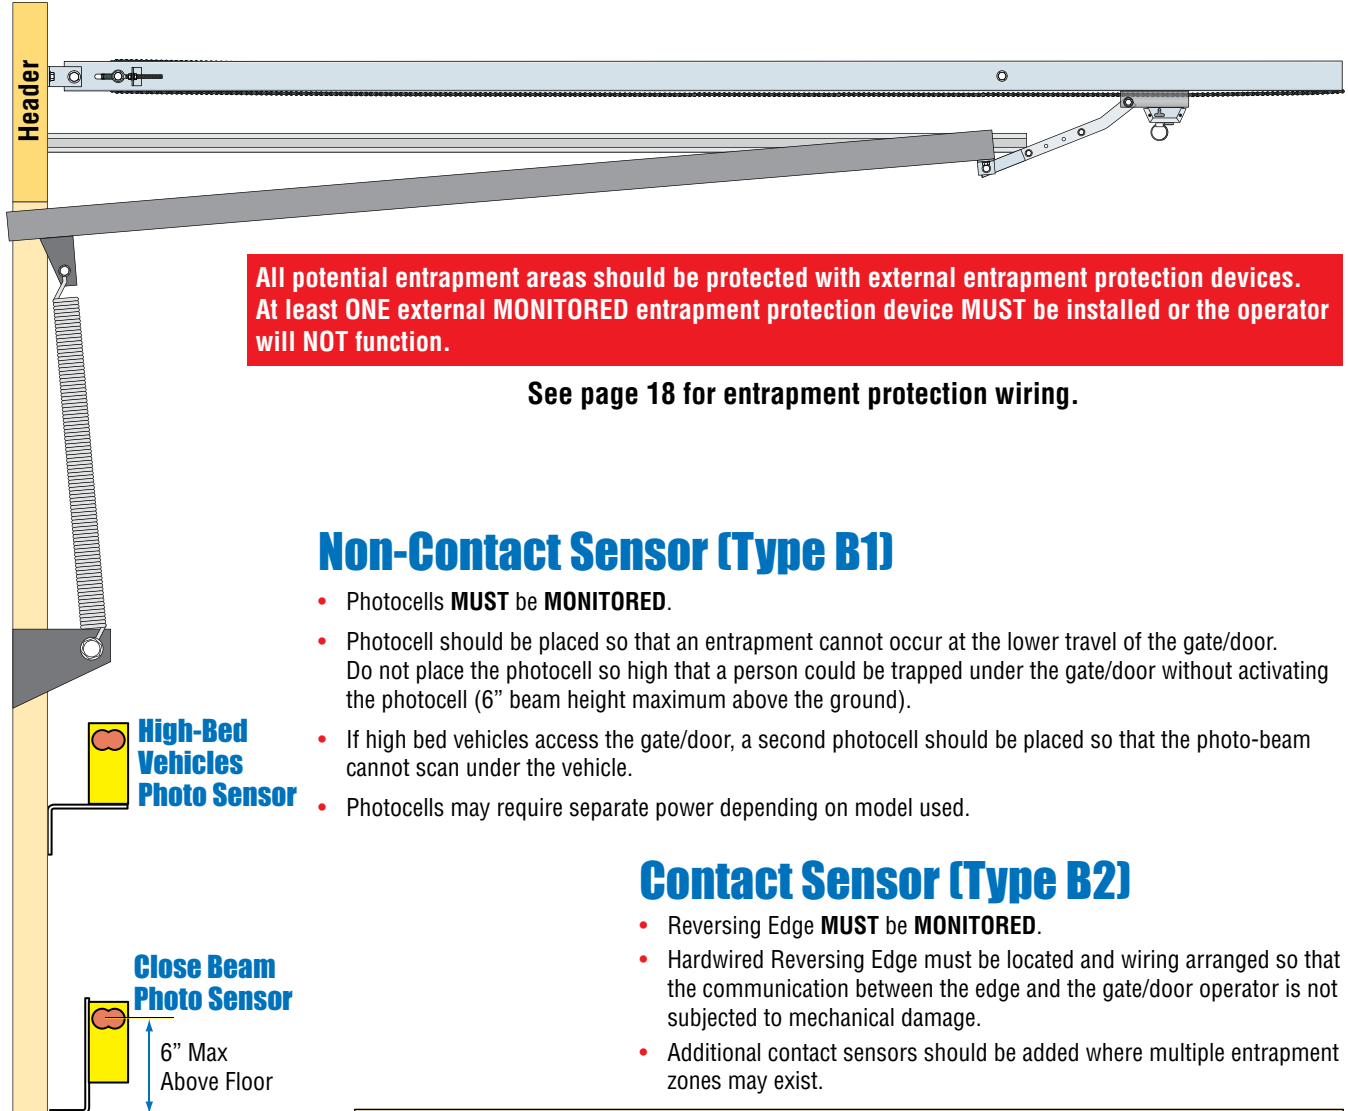 Header
All potential entrapment areas should be protected with external entrapment protection devices.
At least ONE external MONITORED entrapment protection device MUST be installed or the operator
will NOT function.
See page 18 for entrapment protection wiring.
Non-Contact Sensor (Type B1)
• Photocells MUST be MONITORED.
• Photocell should be placed so that an entrapment cannot occur at the lower travel of the gate/door.
Do not place the photocell so high that a person could be trapped under the gate/door without activating
the photocell (6” beam height maximum above the ground).
• If high bed vehicles access the gate/door, a second photocell should be placed so that the photo-beam
cannot scan under the vehicle.
• Photocells may require separate power depending on model used.
High-Bed
Vehicles
Photo Sensor
Contact Sensor (Type B2)
• Reversing Edge MUST be MONITORED.
• Hardwired Reversing Edge must be located and wiring arranged so that
the communication between the edge and the gate/door operator is not
subjected to mechanical damage.
• Additional contact sensors should be added where multiple entrapment
zones may exist.
Close Beam
Photo Sensor
6” Max
Above Floor